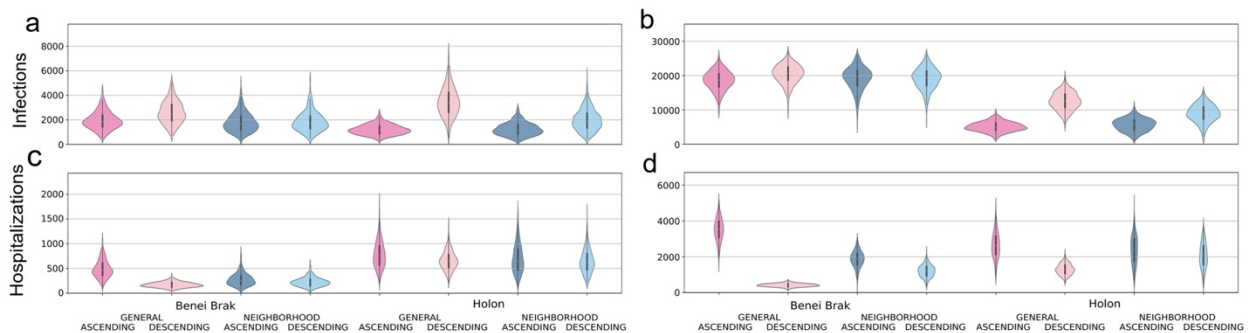 a
b
Infections
8000
6000
4000
2000
0
30000
20000
10000
0
c
d
Hospitalizations
2000
1500
1000
500
0
6000
4000
2000
0
Benei Brak
Holon
GENERAL
NEIGHBORHOOD
GENERAL
NEIGHBORHOOD
ASCENDING DESCENDING ASCENDING DESCENDING ASCENDING DESCENDING ASCENDING DESCENDING
Benei Brak
Holon
GENERAL
NEIGHBORHOOD
GENERAL
NEIGHBORHOOD
ASCENDING DESCENDING ASCENDING DESCENDING ASCENDING DESCENDING ASCENDING DESCENDING